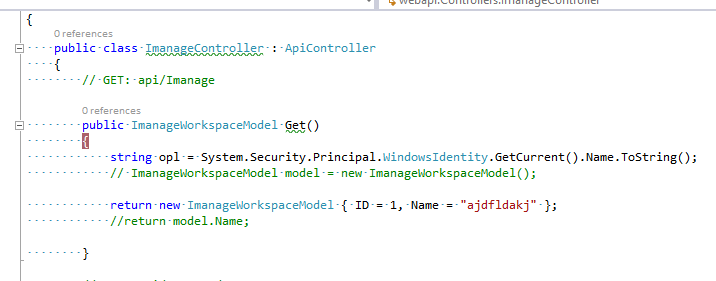 webapi.Controllers.ImanageController
{
0 references
public class ImanageController : ApiController
{
// GET: api/Imanage
0 references
public ImanageWorkspaceModel Get()
{
string opl = System.Security.Principal.WindowsIdentity.GetCurrent().Name.ToString();
// ImanageWorkspaceModel model = new ImanageWorkspaceModel();
return new ImanageWorkspaceModel { ID = 1, Name = "ajdfldakj" };
//return model.Name;
}